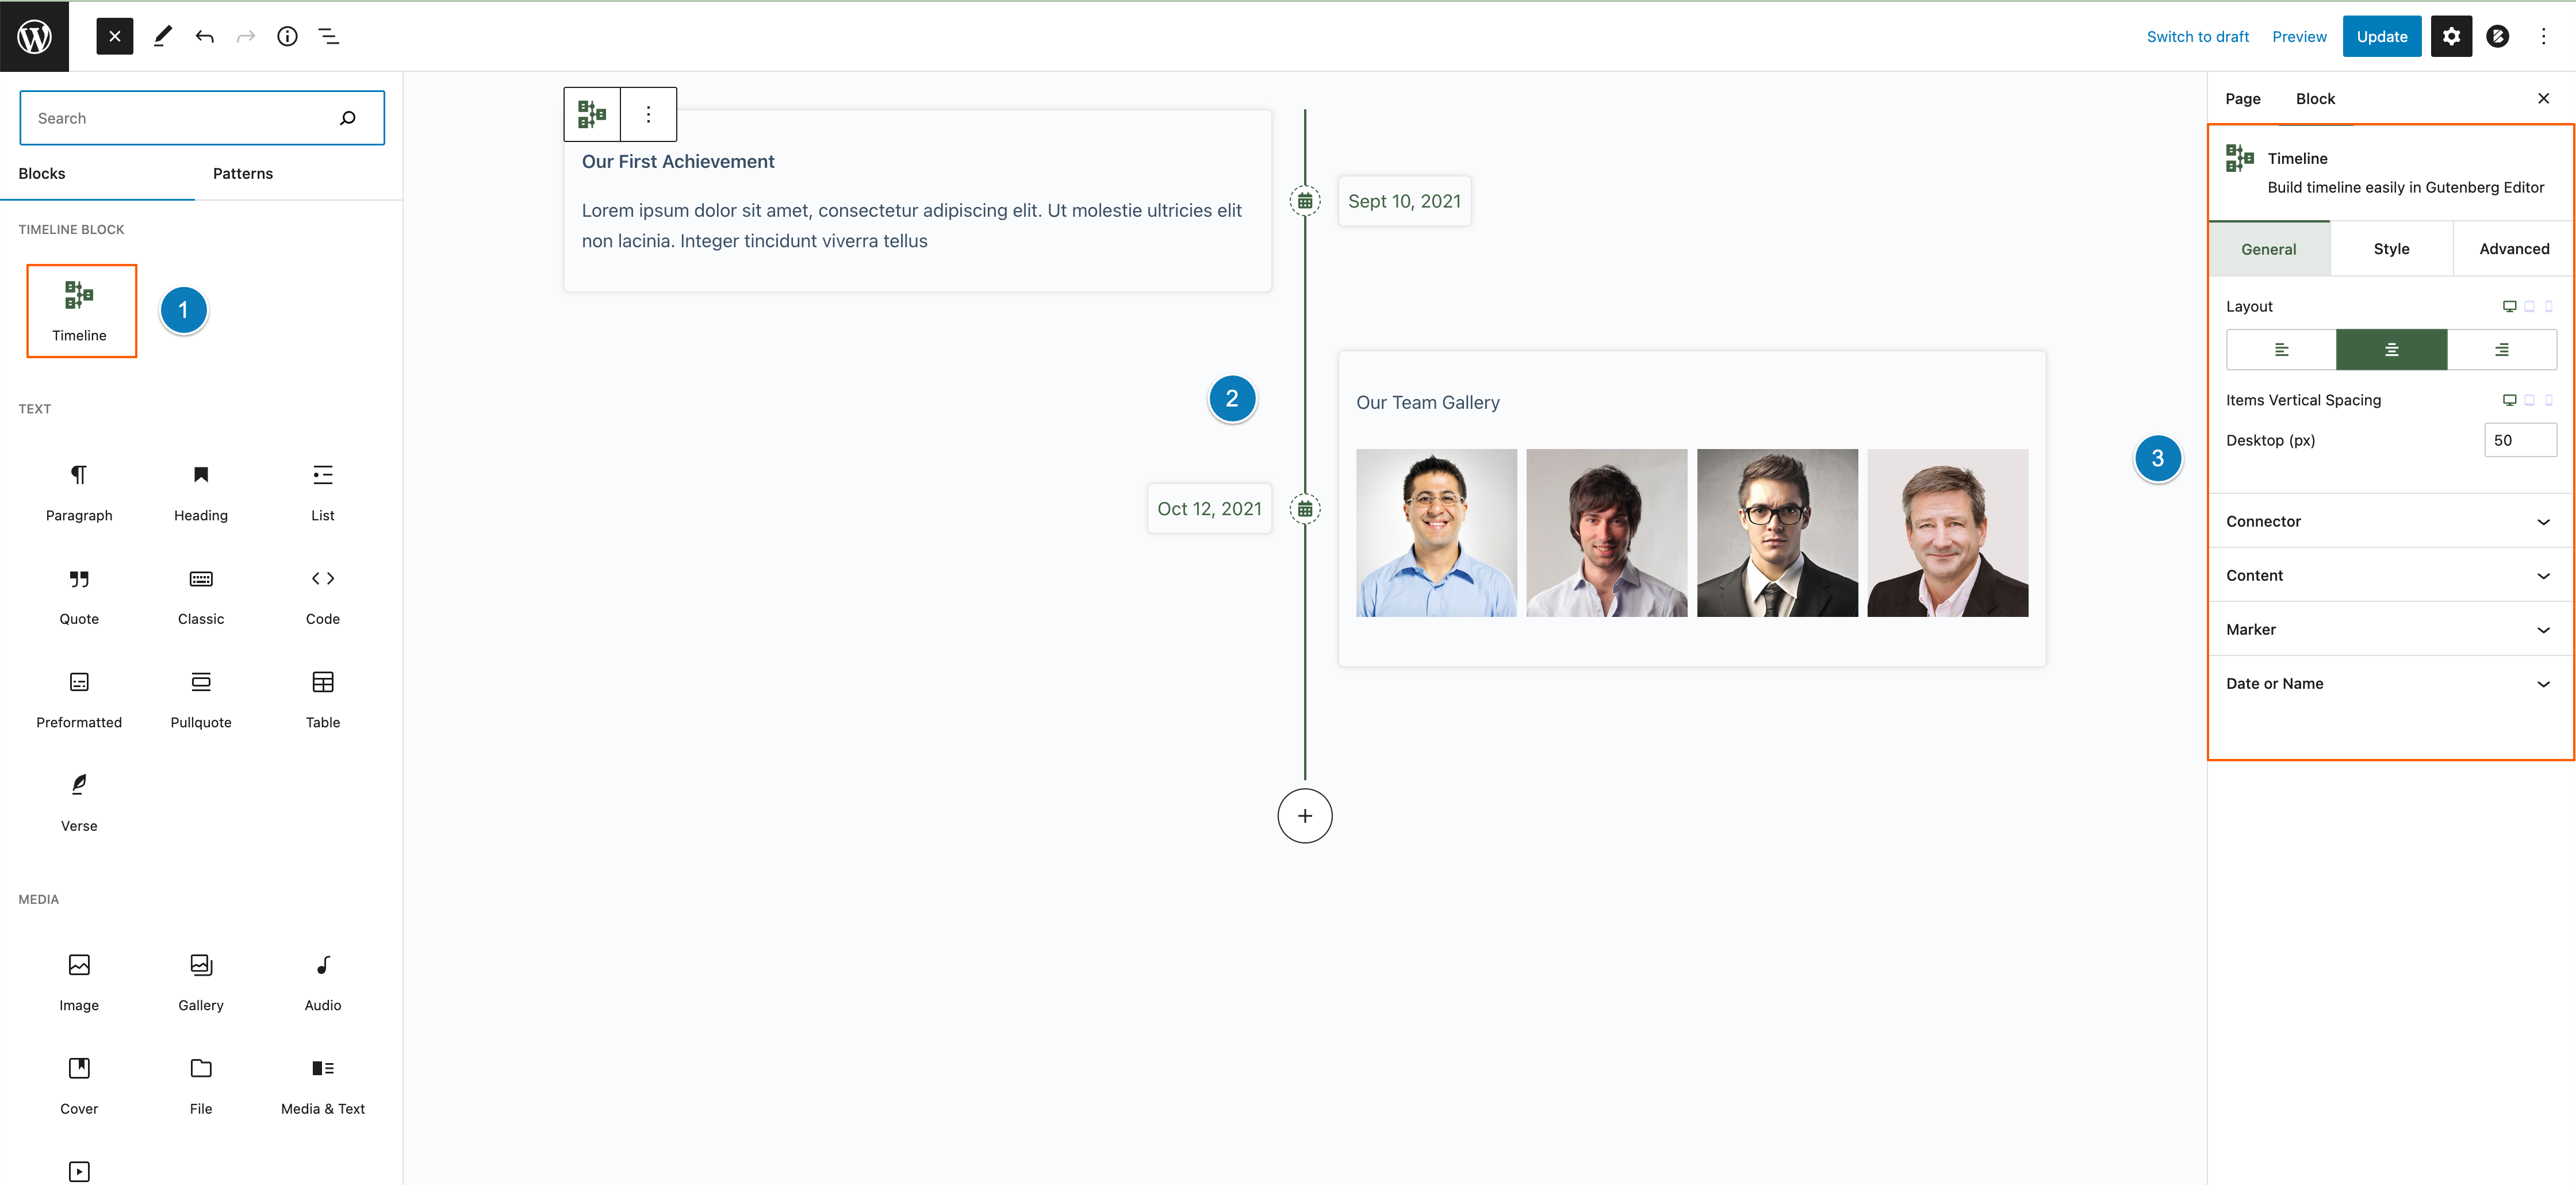 Switch to draft
Preview
Update
Search
Blocks
Patterns
TIMELINE BLOCK
Timeline
1
TEXT
Paragraph
Heading
List
Quote
Classic
Code
Preformatted
Pullquote
Table
Verse
MEDIA
Image
Gallery
Audio
Cover
File
Media & Text
Our First Achievement
Lorem ipsum dolor sit amet, consectetur adipiscing elit. Ut molestie ultricies elit
non lacinia. Integer tincidunt viverra tellus
Sept 10, 2021
2
Our Team Gallery
Oct 12, 2021
3
Page
Block
Timeline
Build timeline easily in Gutenberg Editor
General
Style
Advanced
Layout
Items Vertical Spacing
Desktop (px)
50
Connector
Content
Marker
Date or Name